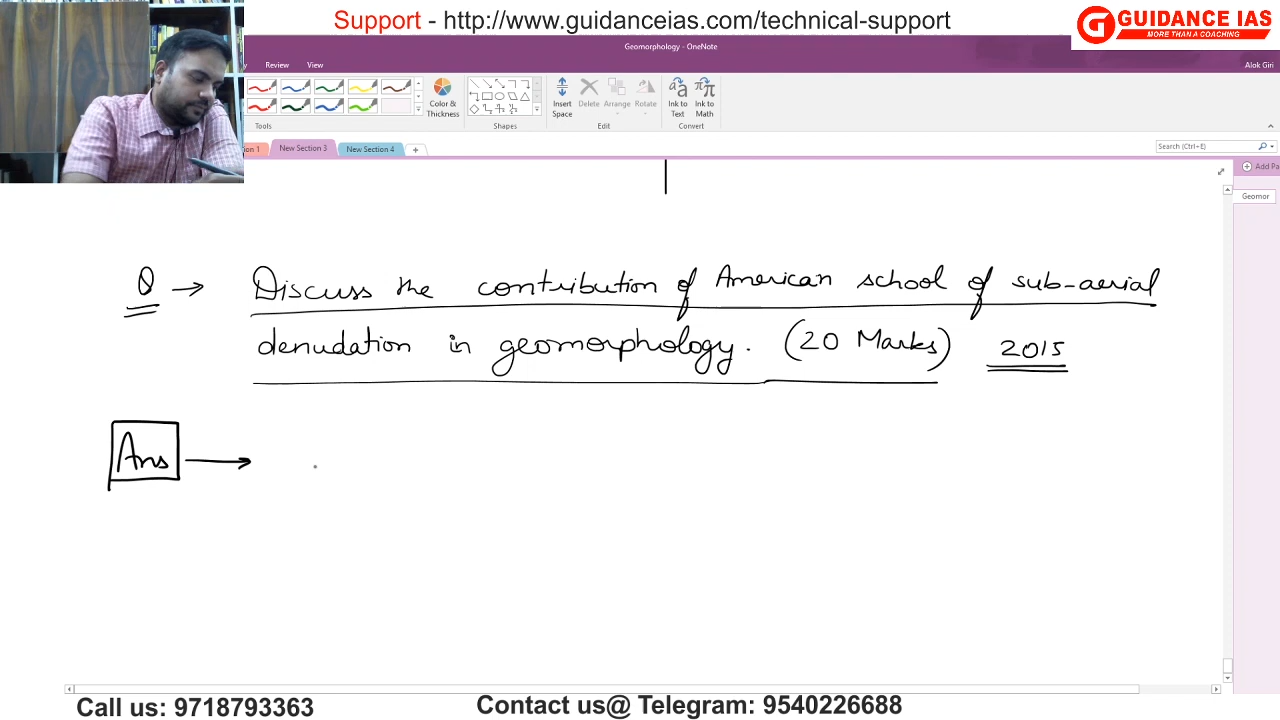 Support - http://www.guidanceias.com/technical-support
GUIDANCE IAS
MORE THAN A COACHING
Geomorphology - OneNote
Review View
Alok Giri
Color & Thickness
Insert Space
Delete
Arrange
Rotate
Ink to Text
Ink to Math
Tools
Shapes
Edit
Convert
New Section 3
New Section 4
Search (Ctrl+E)
Add Pa
Geomor
Q → Discuss the contribution of American school of sub-aerial
denudation in geomorphology. (20 Marks) 2015
Ans →
Call us: 9718793363
Contact us@ Telegram: 9540226688